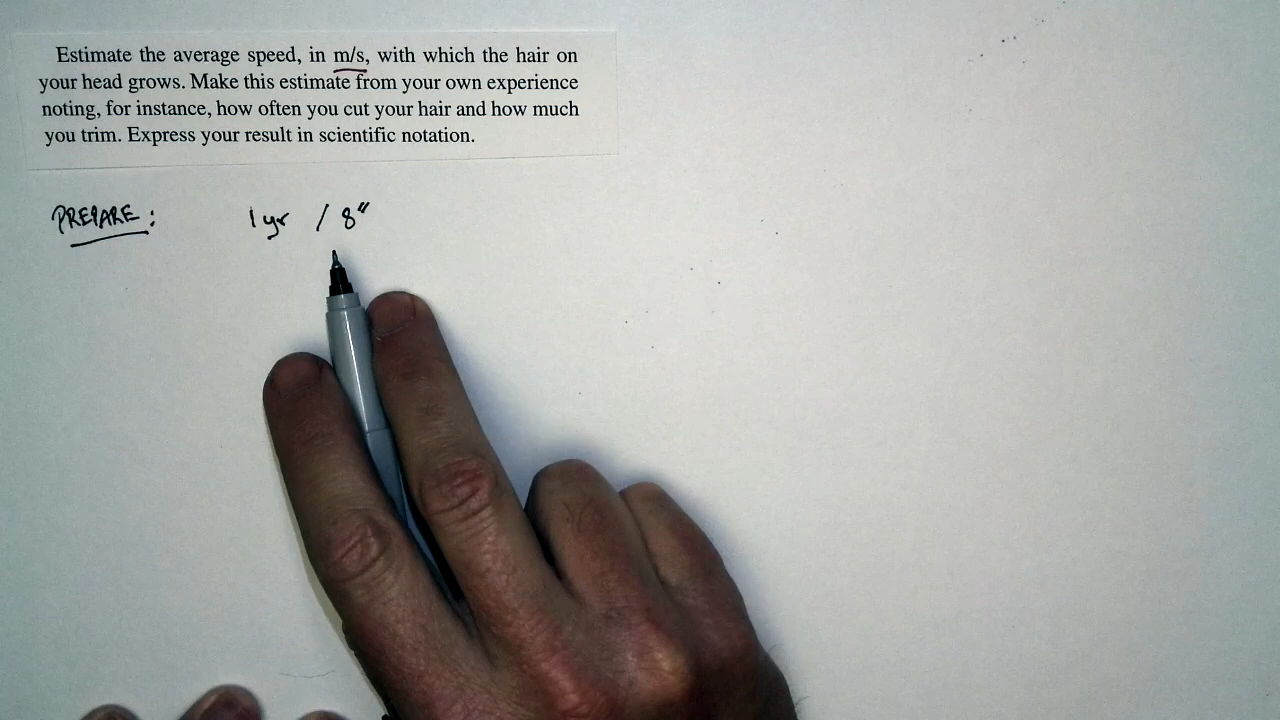 Estimate the average speed, in m/s, with which the hair on
your head grows. Make this estimate from your own experience
noting, for instance, how often you cut your hair and how much
you trim. Express your result in scientific notation.
PREPARE: 1 yr / 8"